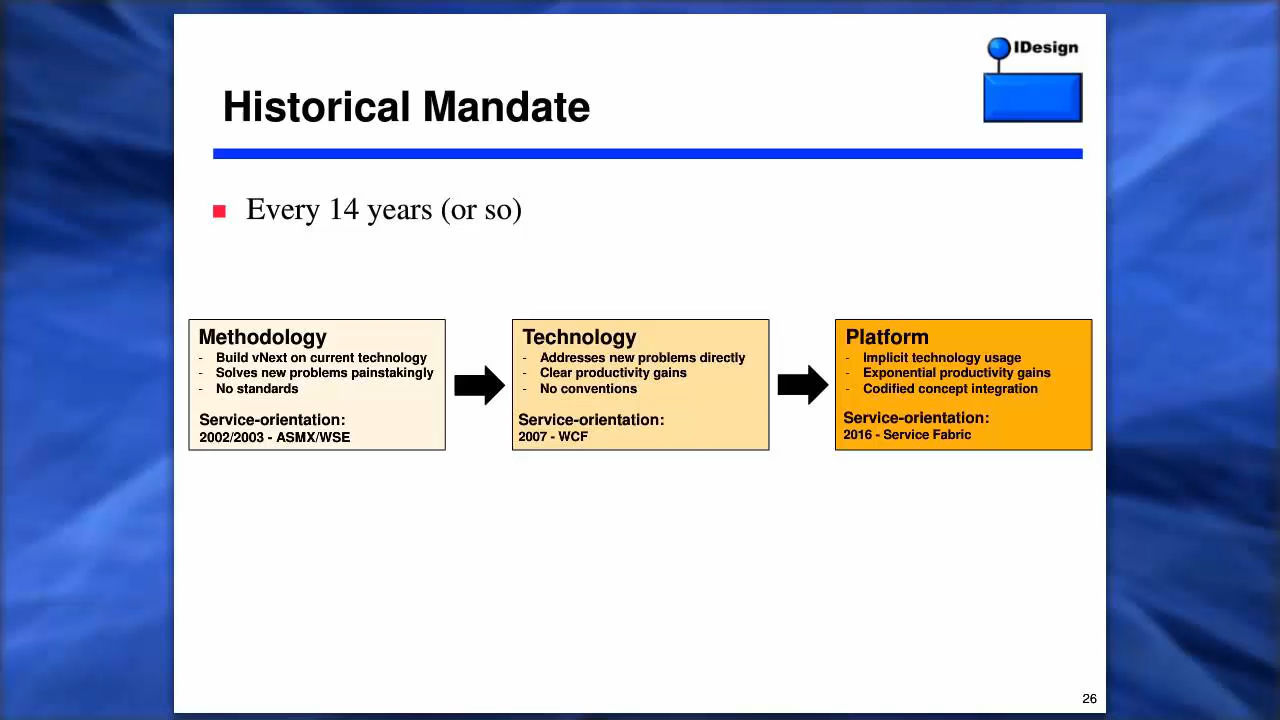 IDesign
Historical Mandate
Every 14 years (or so)
Methodology
- Build vNext on current technology
- Solves new problems painstakingly
- No standards
Service-orientation:
2002/2003 - ASMX/WSE
Technology
- Addresses new problems directly
- Clear productivity gains
- No conventions
Service-orientation:
2007 - WCF
Platform
- Implicit technology usage
- Exponential productivity gains
- Codified concept integration
Service-orientation:
2016 - Service Fabric
26